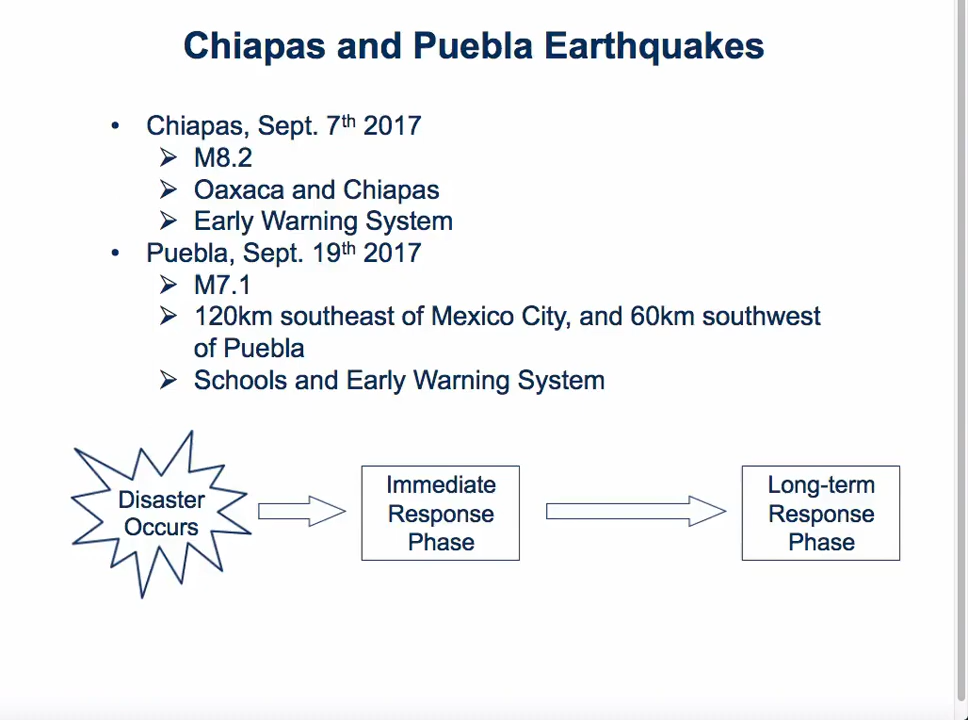 Chiapas and Puebla Earthquakes
• Chiapas, Sept. 7th 2017
➢ M8.2
➢ Oaxaca and Chiapas
➢ Early Warning System
• Puebla, Sept. 19th 2017
➢ M7.1
➢ 120km southeast of Mexico City, and 60km southwest
of Puebla
➢ Schools and Early Warning System
Disaster
Occurs
Immediate
Response
Phase
Long-term
Response
Phase